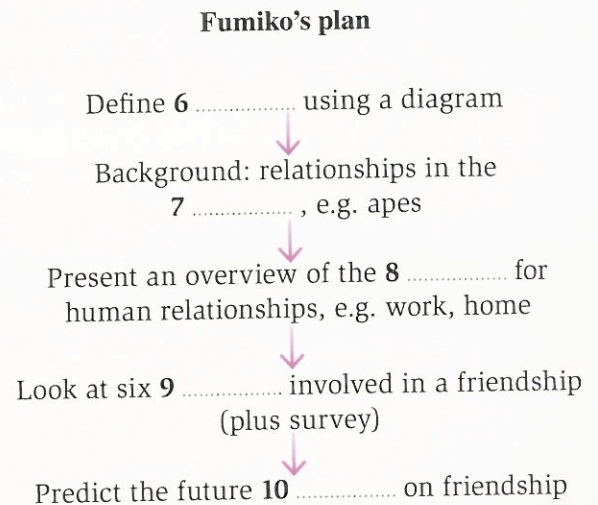 Fumiko's plan
Define 6 .................. using a diagram
Background: relationships in the
7 .................. , e.g. apes
Present an overview of the 8 .................. for
human relationships, e.g. work, home
Look at six 9 .................. involved in a friendship
(plus survey)
Predict the future 10 .................. on friendship